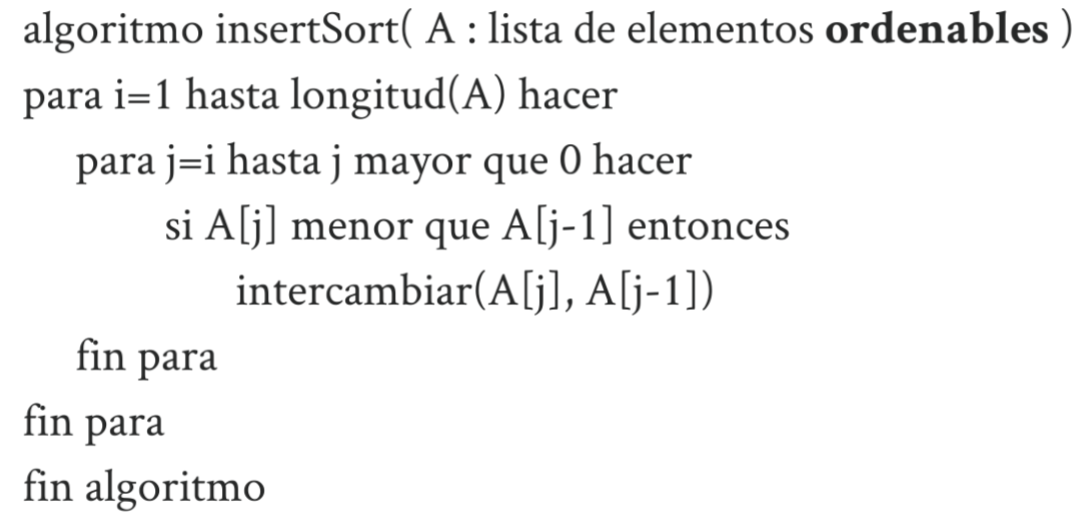 algoritmo insertSort( A : lista de elementos ordenables )
para i=1 hasta longitud(A) hacer
para j=i hasta j mayor que 0 hacer
si A[j] menor que A[j-1] entonces
intercambiar(A[j], A[j-1])
fin para
fin para
fin algoritmo